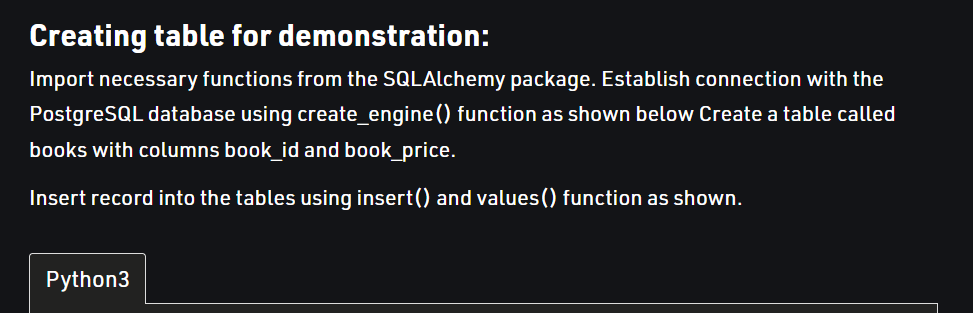 Creating table for demonstration:
Import necessary functions from the SQLAlchemy package. Establish connection with the
PostgreSQL database using create_engine() function as shown below Create a table called
books with columns book_id and book_price.
Insert record into the tables using insert() and values() function as shown.
Python3